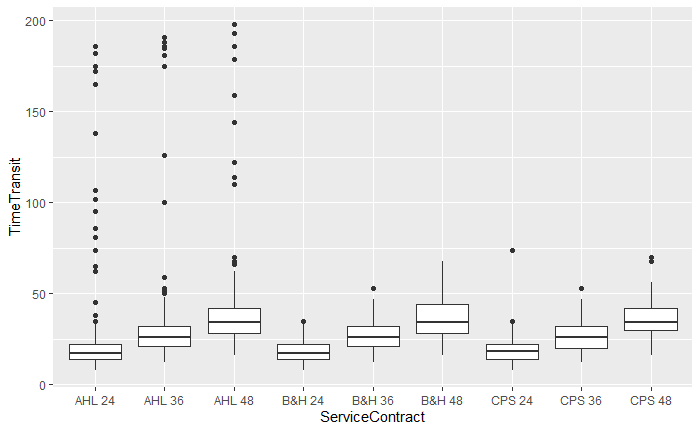 200
150
100
50
0
TimeTransit
AHL 24 AHL 36 AHL 48 B&H 24 B&H 36 B&H 48 CPS 24 CPS 36 CPS 48
ServiceContract